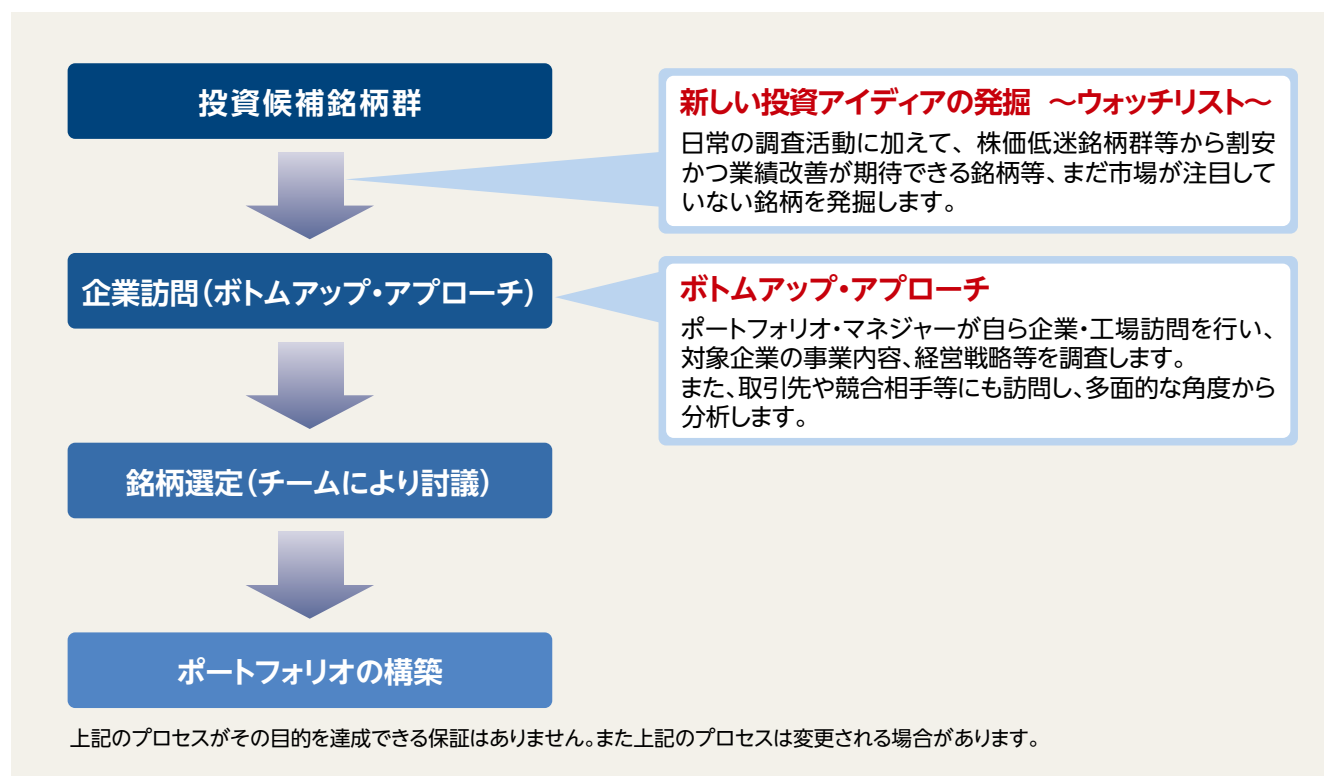 投資候補銘柄群
新しい投資アイディアの発掘 ～ウォッチリスト～
日常の調査活動に加えて、株価低迷銘柄群等から割安
かつ業績改善が期待できる銘柄等、まだ市場が注目して
いない銘柄を発掘します。
企業訪問(ボトムアップ・アプローチ)
ボトムアップ・アプローチ
ポートフォリオ・マネジャーが自ら企業・工場訪問を行い、
対象企業の事業内容、経営戦略等を調査します。
また、取引先や競合相手等にも訪問し、多面的な角度から
分析します。
銘柄選定(チームにより討議)
ポートフォリオの構築
上記のプロセスがその目的を達成できる保証はありません。また上記のプロセスは変更される場合があります。